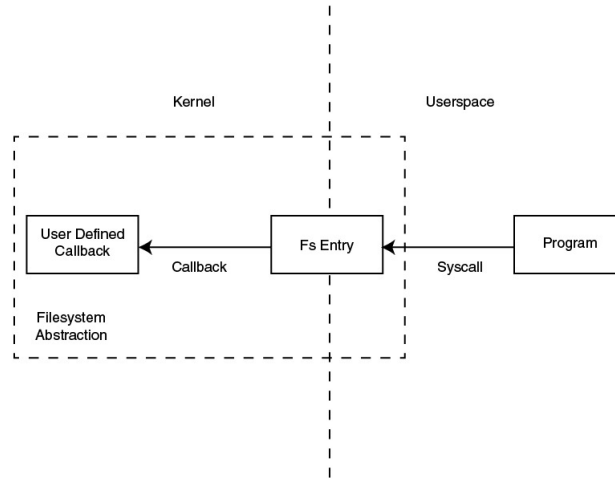 Kernel
Userspace
User Defined
Callback
Callback
Fs Entry
Syscall
Program
Filesystem
Abstraction